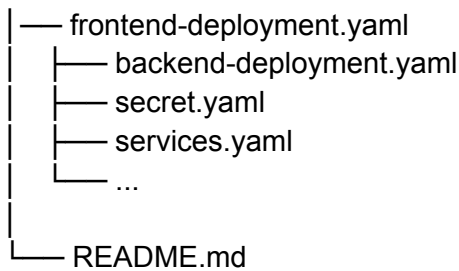 │── frontend-deployment.yaml
│   ├── backend-deployment.yaml
│   ├── secret.yaml
│   ├── services.yaml
│   └── ...
│
└── README.md